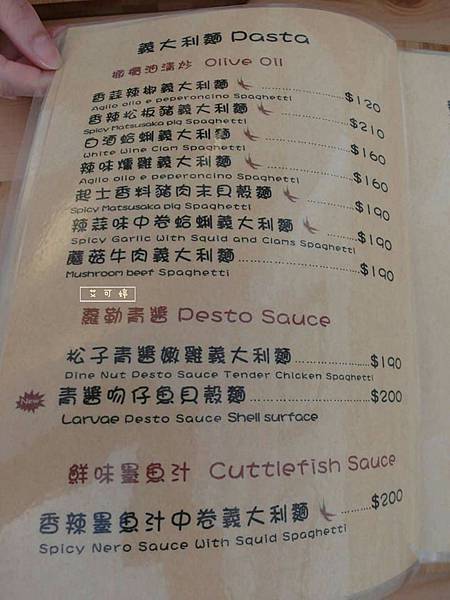 義大利麵 Pasta
橄欖油清炒 Olive Oil
香蒜辣椒義大利麵 $120
Aglio olio e peperoncino Spaghetti
香辣松板豬義大利麵 $210
Spicy Matsusaka pig Spaghetti
白酒蛤蜊義大利麵 $160
White Wine Clam Spaghetti
辣味燻雞義大利麵 $160
Aglio olio e peperoncino Spaghetti
起士香料豬肉末貝殼麵 $190
Spicy Matsusaka pig Spaghetti
辣蒜味中卷蛤蜊義大利麵 $190
Spicy Garlic With Squid and Clams Spaghetti
蘑菇牛肉義大利麵 $190
Mushroom beef Spaghetti
艾可婷
蘿勒青醬 Pesto Sauce
松子青醬嫩雞義大利麵 $190
Pine Nut Pesto Sauce Tender Chicken Spaghetti
New 青醬吻仔魚貝殼麵 $200
Larvae Pesto Sauce Shell surface
鮮味墨魚汁 Cuttlefish Sauce
香辣墨魚汁中卷義大利麵 $200
Spicy Nero Sauce With Squid Spaghetti